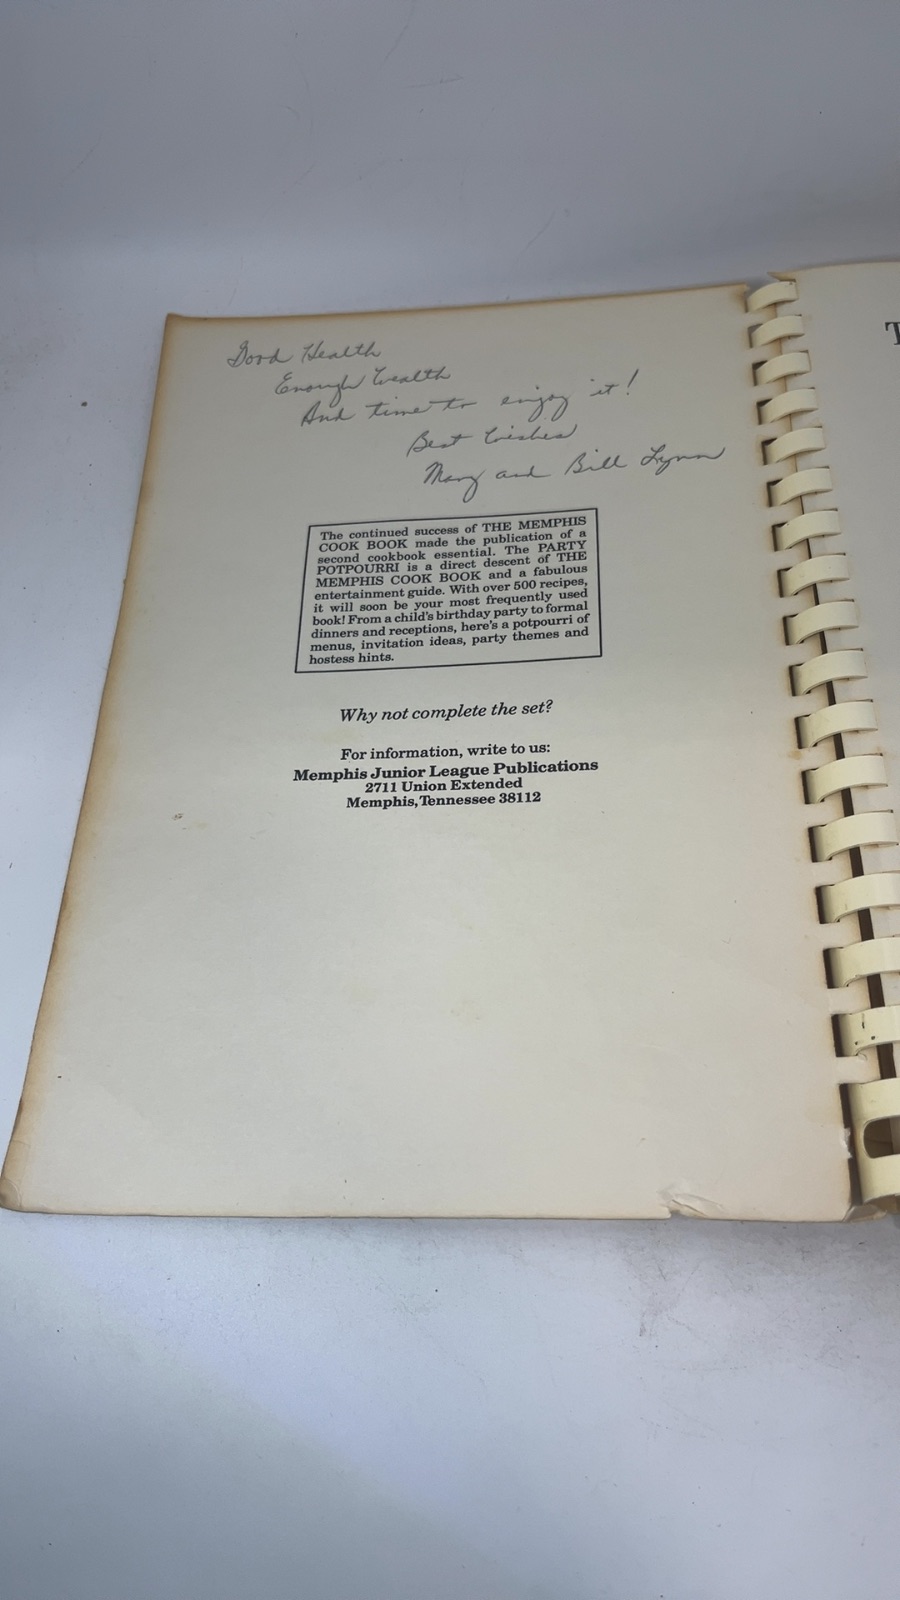 Good Health
Enough Wealth
And time to enjoy it!
Best Wishes
Mary and Bill Lynn
The continued success of THE MEMPHIS
COOK BOOK made the publication of a
second cookbook essential. The PARTY
POTPOURRI is a direct descent of THE
MEMPHIS COOK BOOK and a fabulous
entertainment guide. With over 500 recipes,
it will soon be your most frequently used
book! From a child's birthday party to formal
dinners and receptions, here's a potpourri of
menus, invitation ideas, party themes and
hostess hints.
Why not complete the set?
For information, write to us:
Memphis Junior League Publications
2711 Union Extended
Memphis, Tennessee 38112
T